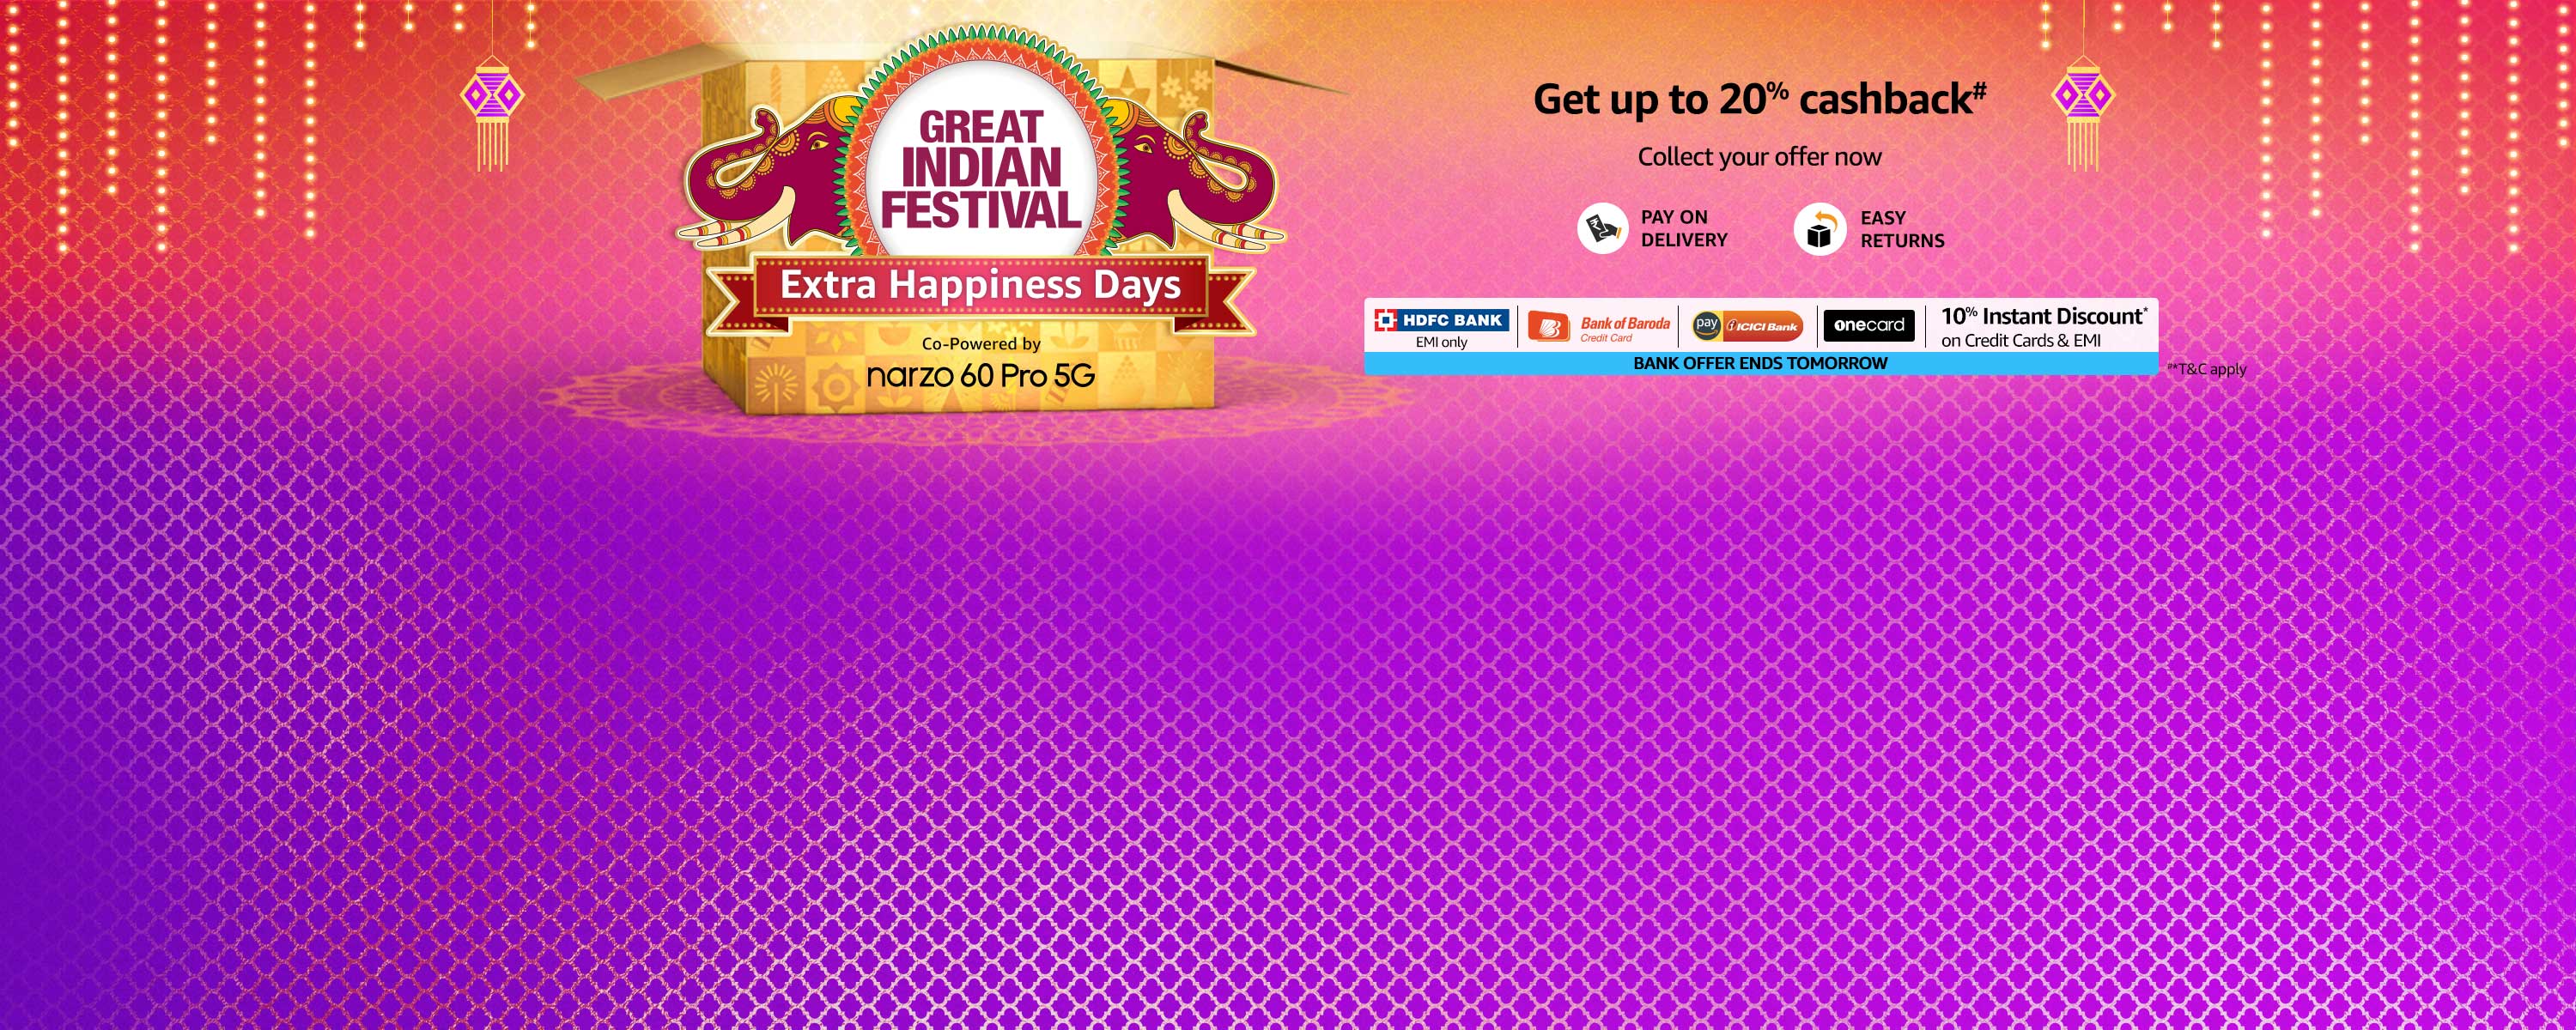 GREAT
INDIAN
FESTIVAL
Extra Happiness Days
Co-Powered by
narzo 60 Pro 5G
Get up to 20% cashback#
Collect your offer now
PAY ON
DELIVERY
EASY
RETURNS
HDFC BANK
EMI only
Bank of Baroda
Credit Card
pay
ICICI Bank
onecard
10% Instant Discount*
on Credit Cards & EMI
BANK OFFER ENDS TOMORROW
#*T&C apply